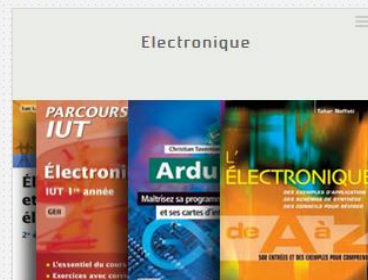 Electronique
PARCOURS
IUT
Électroni
IUT 1re année
GEII
• L'essentiel du cours
• Exercices avec corr
Christian Tavernier
Ardu
Maîtrisez sa programm
et ses cartes d'in
Tahar Neffati
L'
ÉLECTRONIQUE
DES EXEMPLES D'APPLICATION
DES SCHÉMAS DE SYNTHÈSE
DES CONSEILS POUR RÉVISER
de A à Z
500 ENTRÉES ET DES EXEMPLES POUR COMPREND